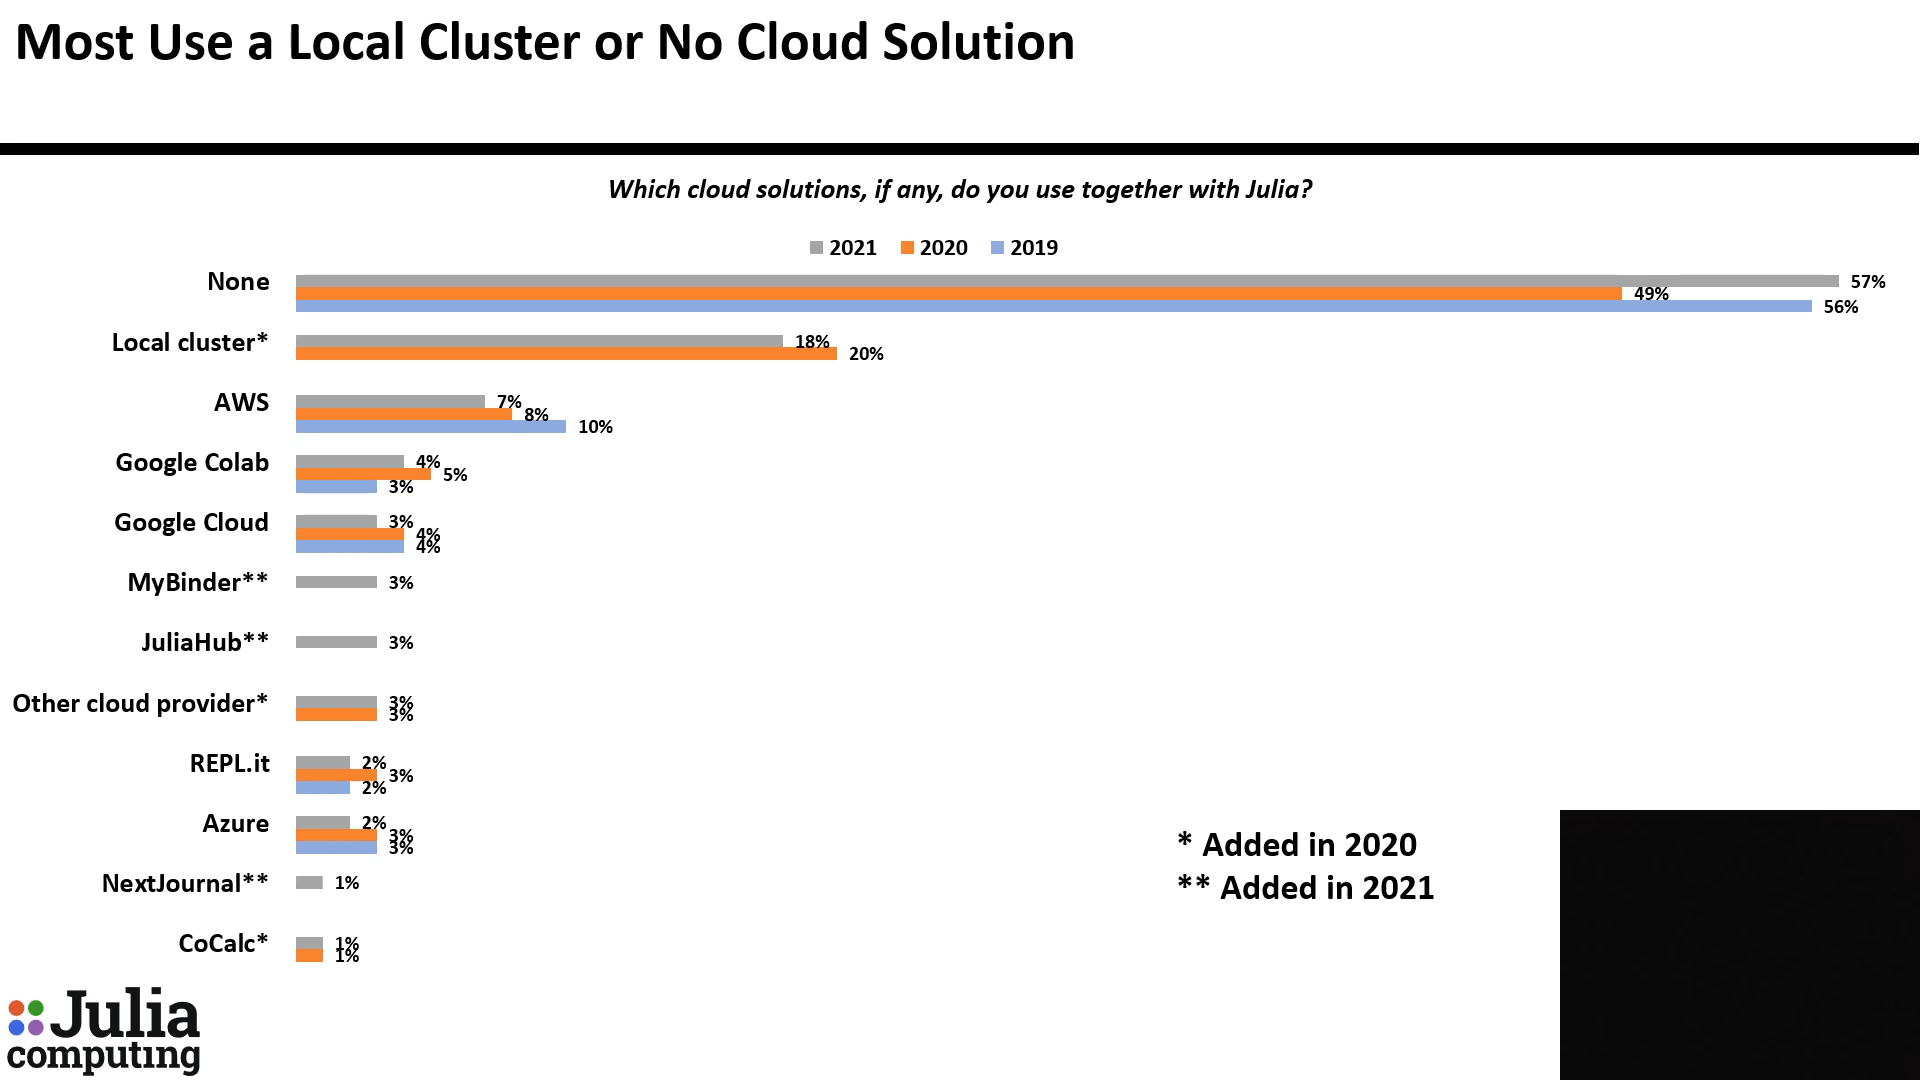 Most Use a Local Cluster or No Cloud Solution
Which cloud solutions, if any, do you use together with Julia?
2021 2020 2019
None 57%
49%
56%
Local cluster* 18%
20%
AWS 7%
8%
10%
Google Colab 4%
5%
3%
Google Cloud 3%
4%
4%
MyBinder** 3%
JuliaHub** 3%
Other cloud provider* 3%
3%
REPL.it 2%
3%
2%
Azure 2%
3%
3%
NextJournal** 1%
CoCalc* 1%
1%
* Added in 2020
** Added in 2021
Julia
computing